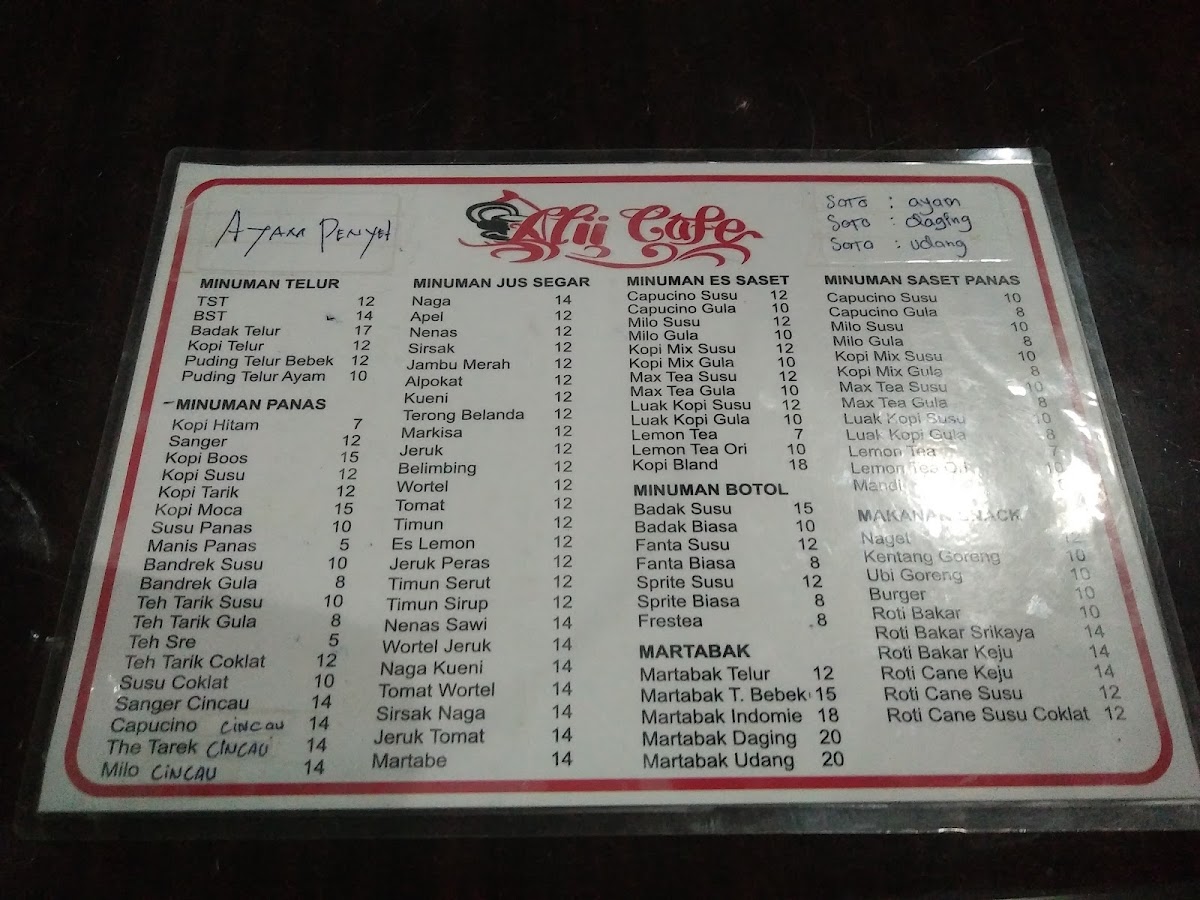 AYAM PENYET
Alii Cafe
SOTO : ayam
SOTO : daging
SOTO : udang
MINUMAN TELUR
TST 12
BST 14
Badak Telur 17
Kopi Telur 12
Puding Telur Bebek 12
Puding Telur Ayam 10
MINUMAN PANAS
Kopi Hitam 7
Sanger 12
Kopi Boos 15
Kopi Susu 12
Kopi Tarik 12
Kopi Moca 15
Susu Panas 10
Manis Panas 5
Bandrek Susu 10
Bandrek Gula 8
Teh Tarik Susu 10
Teh Tarik Gula 8
Teh Sre 5
Teh Tarik Coklat 12
Susu Coklat 10
Sanger Cincau 14
Capucino CINCAU 14
The Tarek CINCAU 14
Milo CINCAU 14
MINUMAN JUS SEGAR
Naga 14
Apel 12
Nenas 12
Sirsak 12
Jambu Merah 12
Alpokat 12
Kueni 12
Terong Belanda 12
Markisa 12
Jeruk 12
Belimbing 12
Wortel 12
Tomat 12
Timun 12
Es Lemon 12
Jeruk Peras 12
Timun Serut 12
Timun Sirup 12
Nenas Sawi 14
Wortel Jeruk 14
Naga Kueni 14
Tomat Wortel 14
Sirsak Naga 14
Jeruk Tomat 14
Martabe 14
MINUMAN ES SASET
Capucino Susu 12
Capucino Gula 10
Milo Susu 12
Milo Gula 10
Kopi Mix Susu 12
Kopi Mix Gula 10
Max Tea Susu 12
Max Tea Gula 10
Luak Kopi Susu 12
Luak Kopi Gula 10
Lemon Tea 7
Lemon Tea Ori 10
Kopi Bland 18
MINUMAN BOTOL
Badak Susu 15
Badak Biasa 10
Fanta Susu 12
Fanta Biasa 8
Sprite Susu 12
Sprite Biasa 8
Frestea 8
MARTABAK
Martabak Telur 12
Martabak T. Bebek 15
Martabak Indomie 18
Martabak Daging 20
Martabak Udang 20
MINUMAN SASET PANAS
Capucino Susu 10
Capucino Gula 8
Milo Susu 10
Milo Gula 8
Kopi Mix Susu 10
Kopi Mix Gula 8
Max Tea Susu 10
Max Tea Gula 8
Luak Kopi Susu 10
Luak Kopi Gula 8
Lemon Tea 7
Lemon Tea 10
Mandi
MAKANAN SNACK
Naget 12
Kentang Goreng 10
Ubi Goreng 10
Burger 10
Roti Bakar 10
Roti Bakar Srikaya 14
Roti Bakar Keju 14
Roti Cane Keju 14
Roti Cane Susu 12
Roti Cane Susu Coklat 12